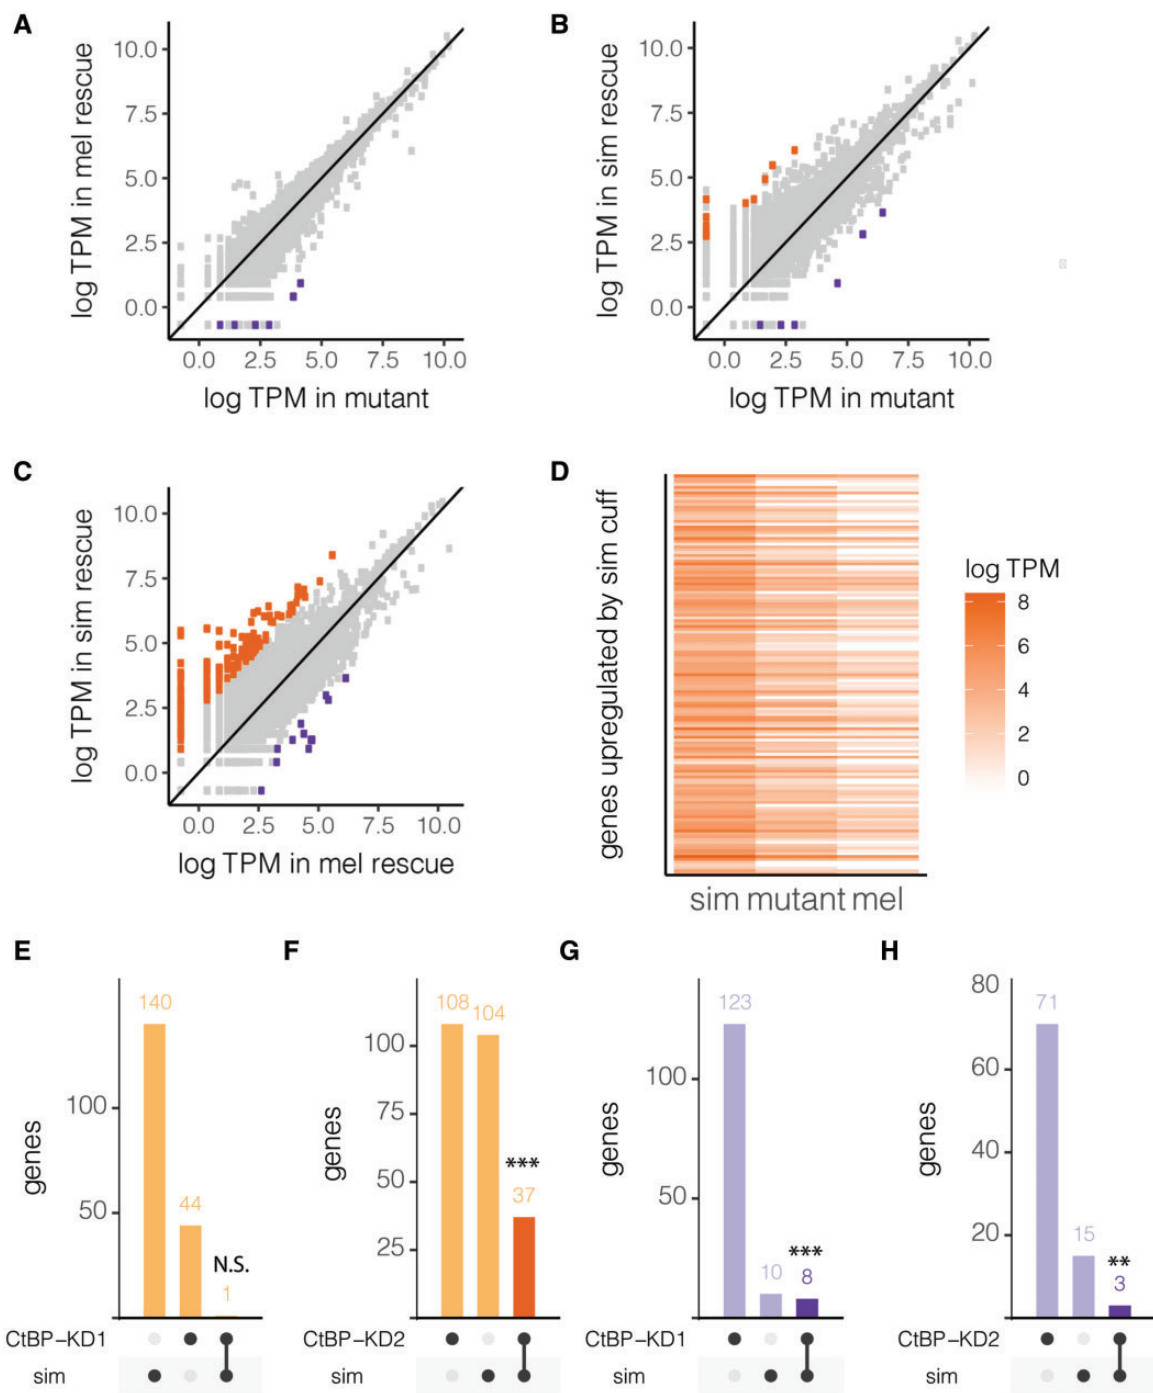 A
log TPM in mel rescue
10.0
7.5
5.0
2.5
0.0
0.0 2.5 5.0 7.5 10.0
log TPM in mutant
B
log TPM in sim rescue
10.0
7.5
5.0
2.5
0.0
0.0 2.5 5.0 7.5 10.0
log TPM in mutant
C
log TPM in sim rescue
10.0
7.5
5.0
2.5
0.0
0.0 2.5 5.0 7.5 10.0
log TPM in mel rescue
D
genes upregulated by sim cuff
sim mutant mel
log TPM
8
6
4
2
0
E
genes
100
50
140
44
N.S.
1
CtBP–KD1
sim
F
genes
100
75
50
25
108
104
***
37
CtBP–KD2
sim
G
genes
100
50
123
10
***
8
CtBP–KD1
sim
H
genes
80
60
40
20
71
15
**
3
CtBP–KD2
sim